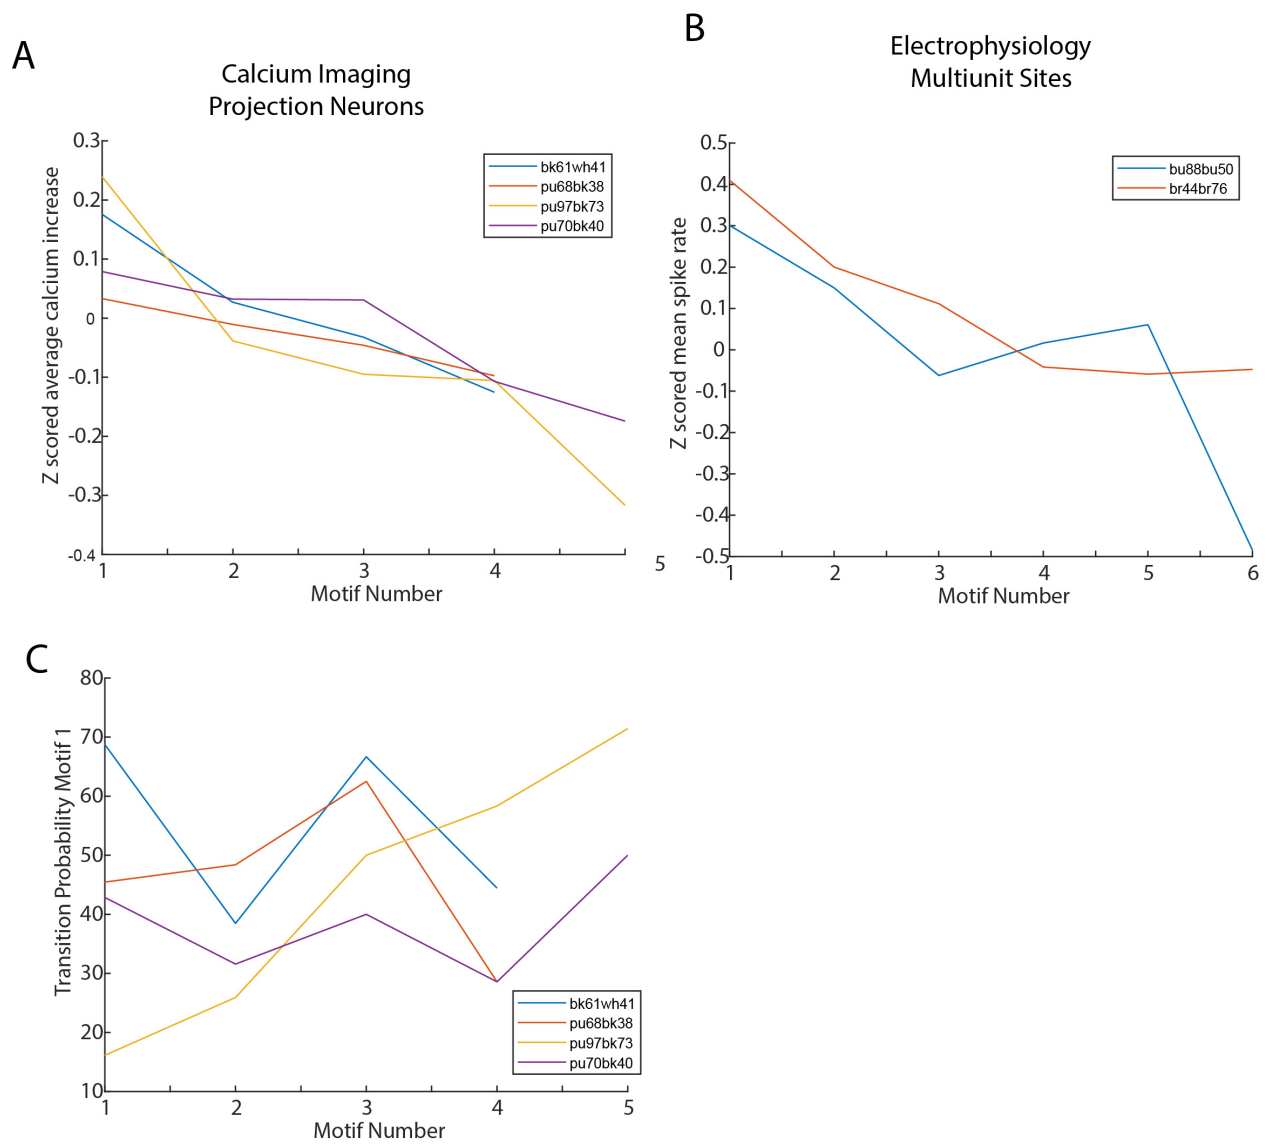 A
Calcium Imaging
Projection Neurons
0.3
0.2
0.1
0
-0.1
-0.2
-0.3
-0.4
Z scored average calcium increase
bk61wh41
pu68bk38
pu97bk73
pu70bk40
1 2 3 4 5
Motif Number
B
Electrophysiology
Multiunit Sites
0.5
0.4
0.3
0.2
0.1
0
-0.1
-0.2
-0.3
-0.4
-0.5
Z scored mean spike rate
bu88bu50
br44br76
1 2 3 4 5 6
Motif Number
C
80
70
60
50
40
30
20
10
Transition Probability Motif 1
bk61wh41
pu68bk38
pu97bk73
pu70bk40
1 2 3 4 5
Motif Number